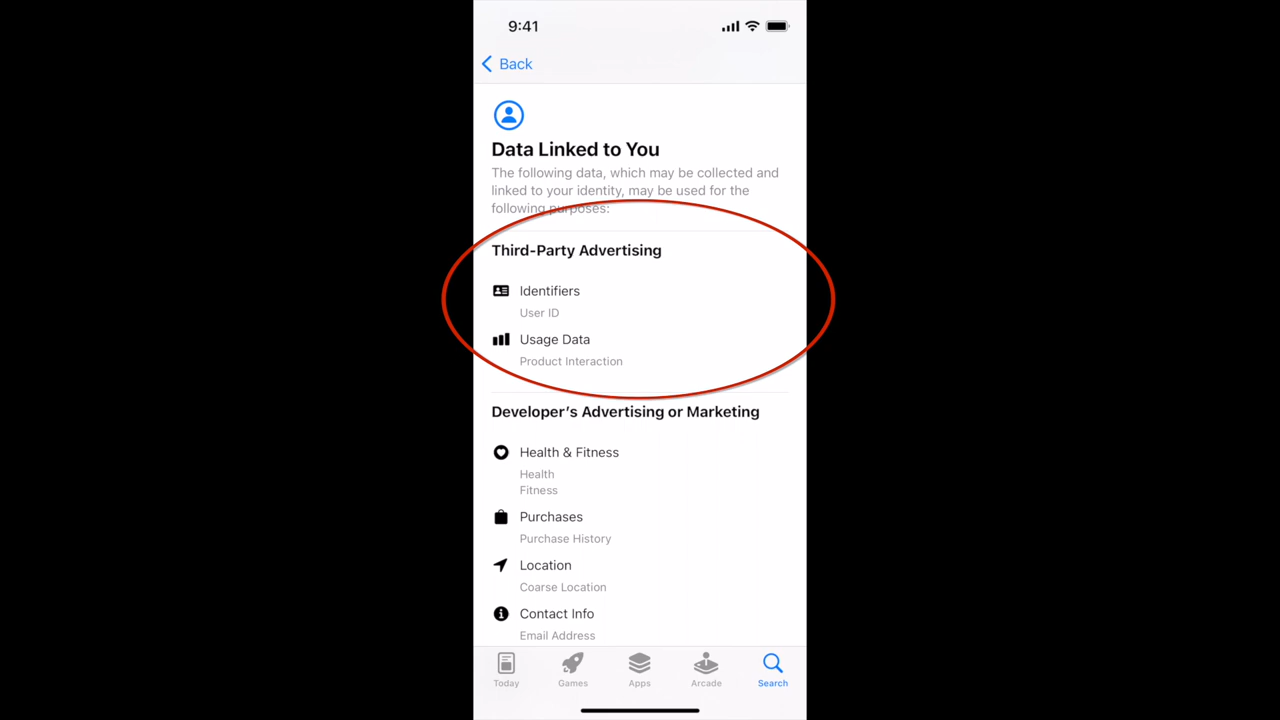 9:41
Back
Data Linked to You
The following data, which may be collected and
linked to your identity, may be used for the
following purposes:
Third-Party Advertising
Identifiers
User ID
Usage Data
Product Interaction
Developer’s Advertising or Marketing
Health & Fitness
Health
Fitness
Purchases
Purchase History
Location
Coarse Location
Contact Info
Email Address
Today Games Apps Arcade Search